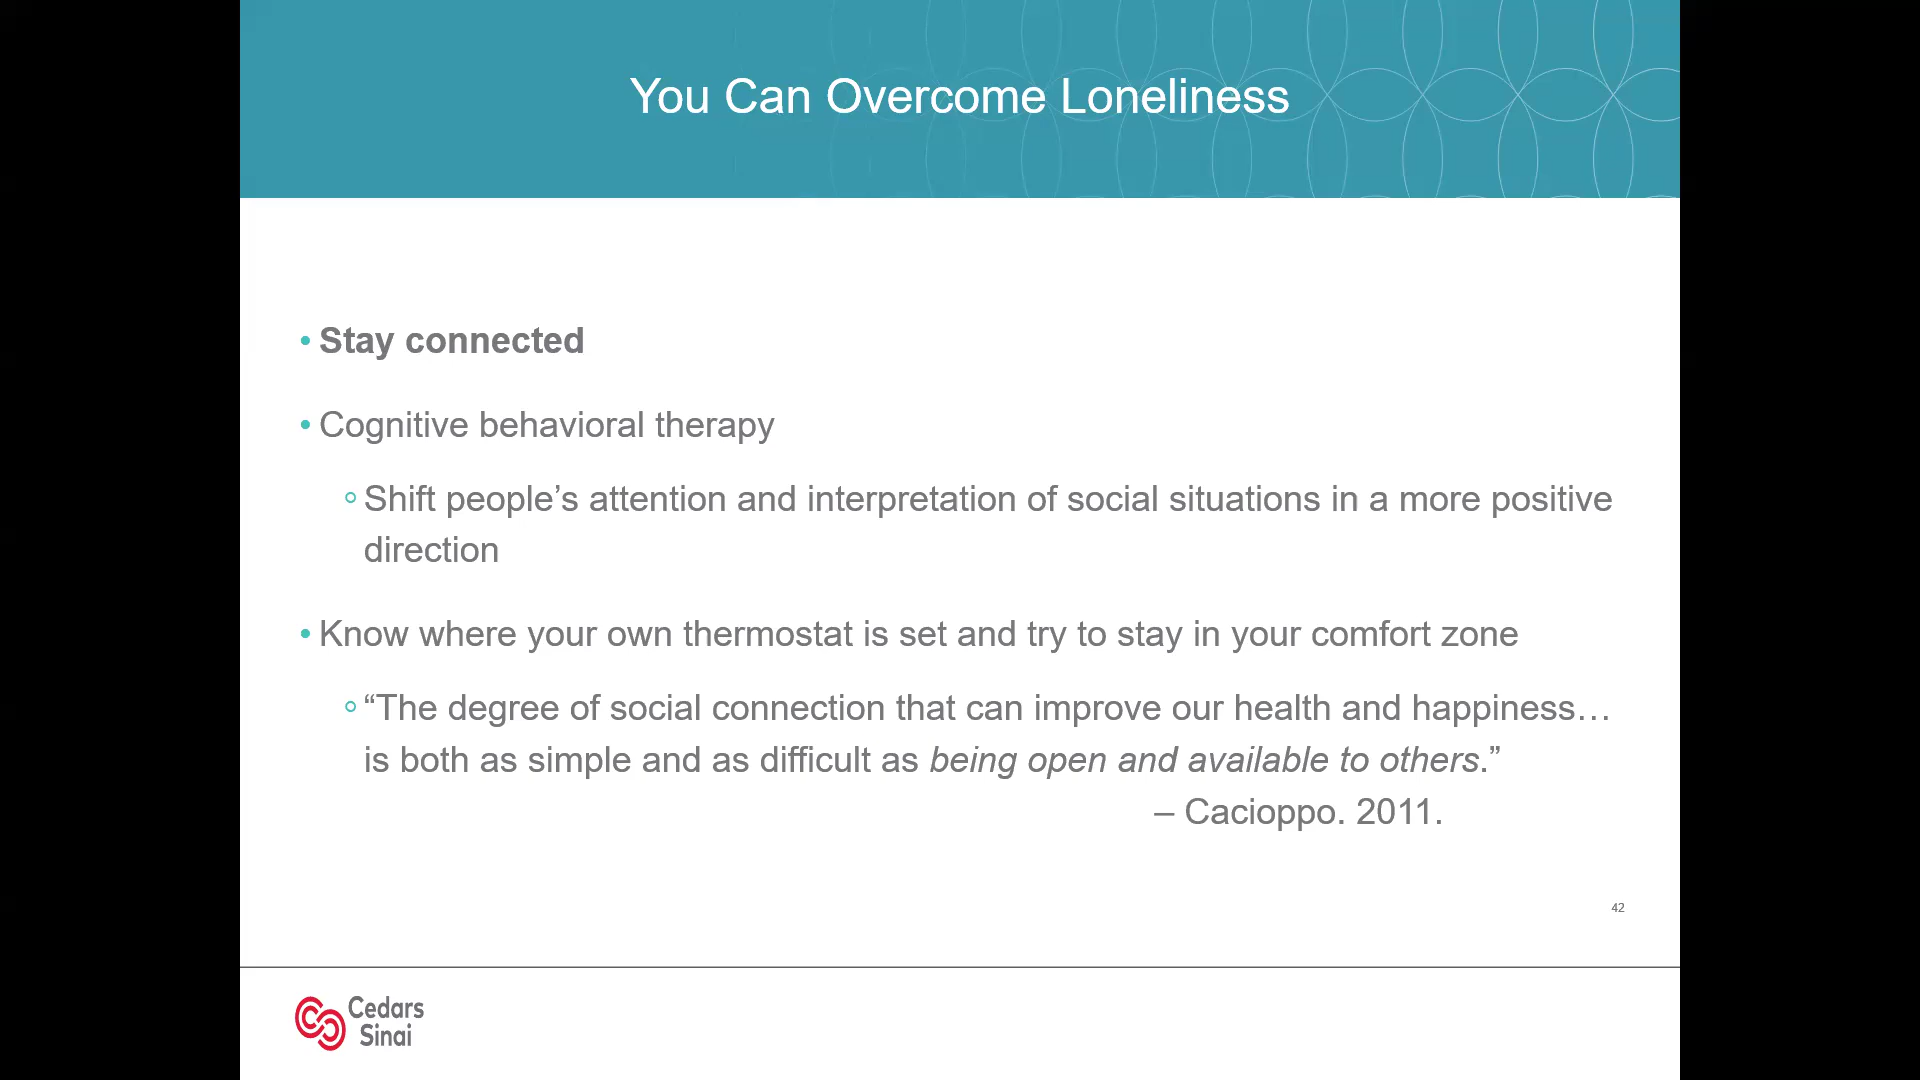 You Can Overcome Loneliness
• Stay connected
• Cognitive behavioral therapy
◦ Shift people’s attention and interpretation of social situations in a more positive
direction
• Know where your own thermostat is set and try to stay in your comfort zone
◦ “The degree of social connection that can improve our health and happiness…
is both as simple and as difficult as being open and available to others.”
– Cacioppo. 2011.
42
Cedars
Sinai